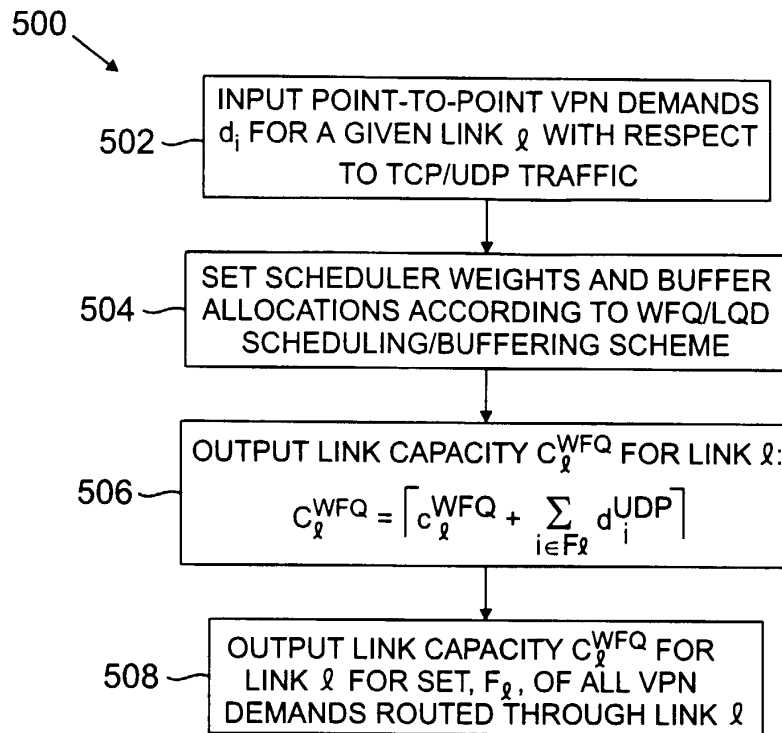 500
502
INPUT POINT-TO-POINT VPN DEMANDS
dᵢ FOR A GIVEN LINK ℓ WITH RESPECT
TO TCP/UDP TRAFFIC
504
SET SCHEDULER WEIGHTS AND BUFFER
ALLOCATIONS ACCORDING TO WFQ/LQD
SCHEDULING/BUFFERING SCHEME
506
OUTPUT LINK CAPACITY C_ℓ^WFQ FOR LINK ℓ:
C_ℓ^WFQ = ⌈c_ℓ^WFQ + ∑_{i∈Fℓ} d_i^UDP⌉
508
OUTPUT LINK CAPACITY C_ℓ^WFQ FOR
LINK ℓ FOR SET, F_ℓ, OF ALL VPN
DEMANDS ROUTED THROUGH LINK ℓ